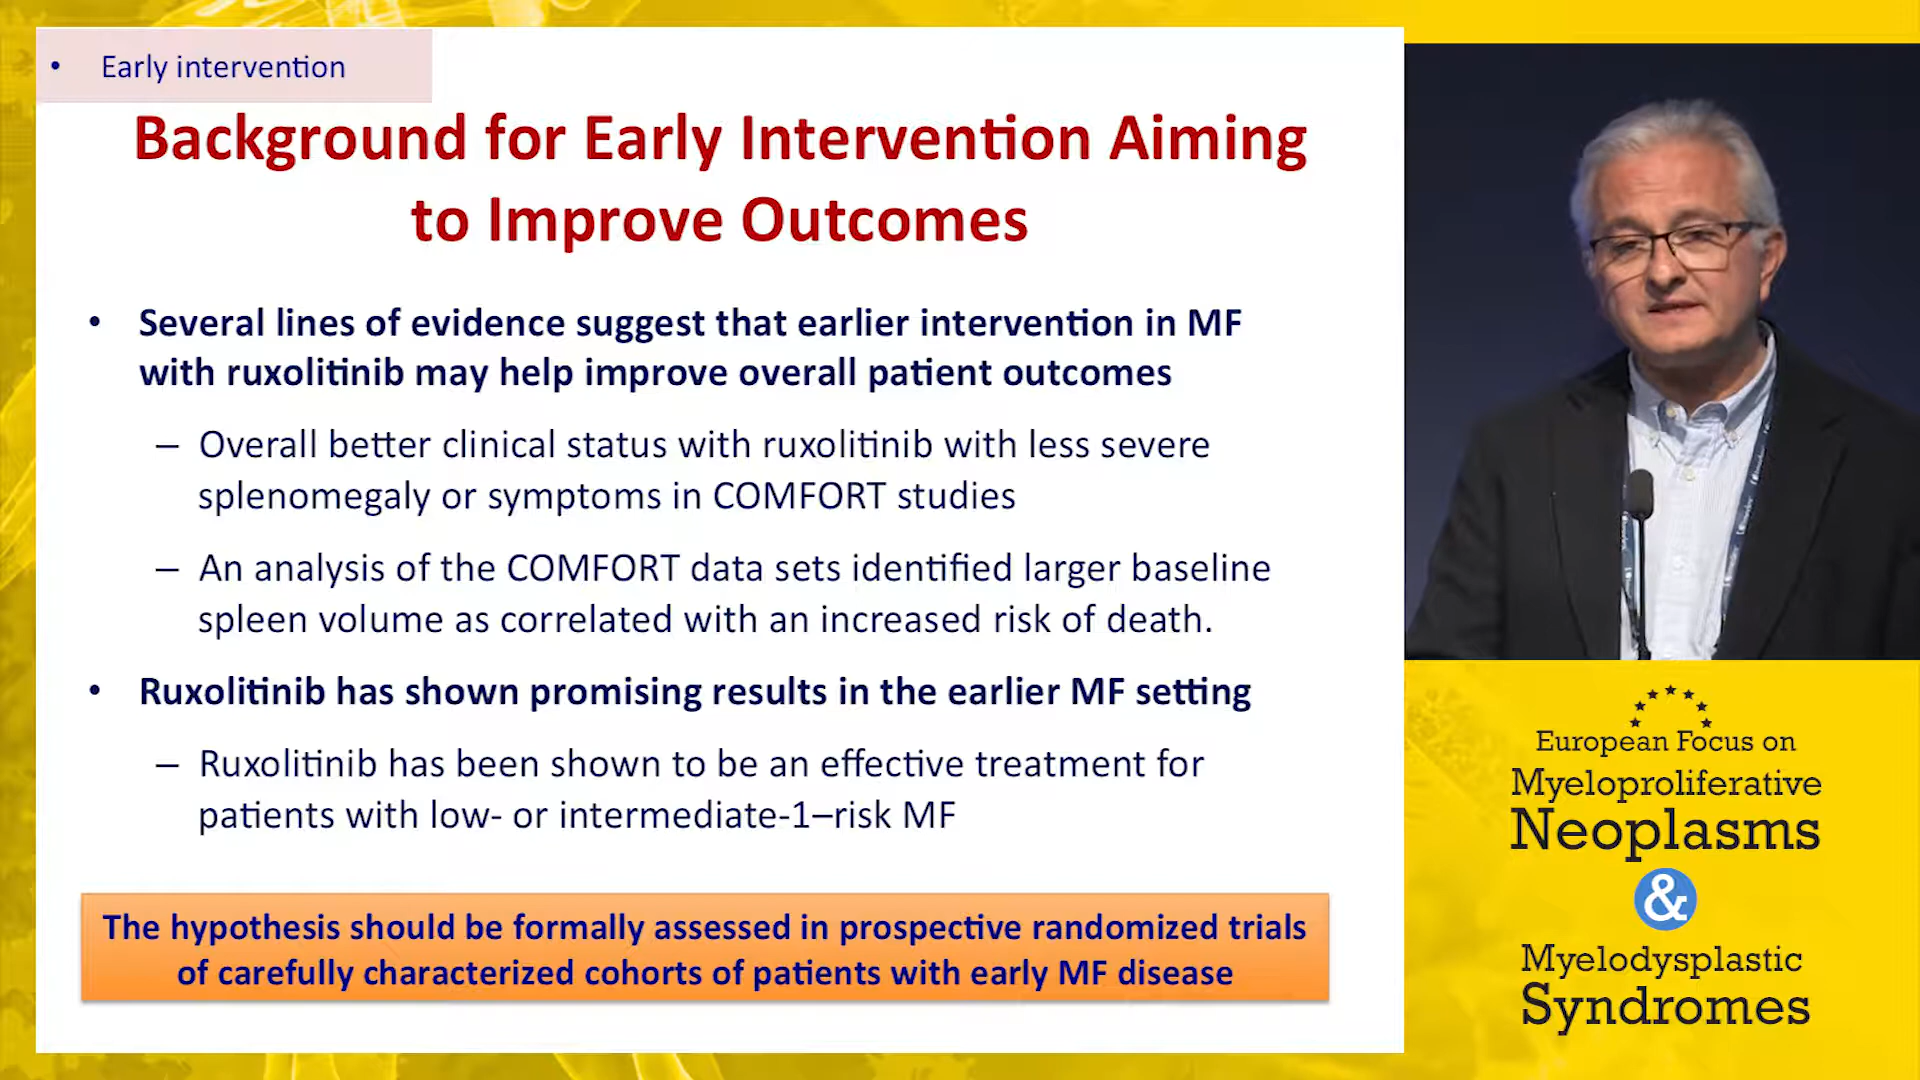 • Early intervention
Background for Early Intervention Aiming
to Improve Outcomes
• Several lines of evidence suggest that earlier intervention in MF
with ruxolitinib may help improve overall patient outcomes
– Overall better clinical status with ruxolitinib with less severe
splenomegaly or symptoms in COMFORT studies
– An analysis of the COMFORT data sets identified larger baseline
spleen volume as correlated with an increased risk of death.
• Ruxolitinib has shown promising results in the earlier MF setting
– Ruxolitinib has been shown to be an effective treatment for
patients with low- or intermediate-1–risk MF
The hypothesis should be formally assessed in prospective randomized trials
of carefully characterized cohorts of patients with early MF disease
European Focus on
Myeloproliferative
Neoplasms
&
Myelodysplastic
Syndromes